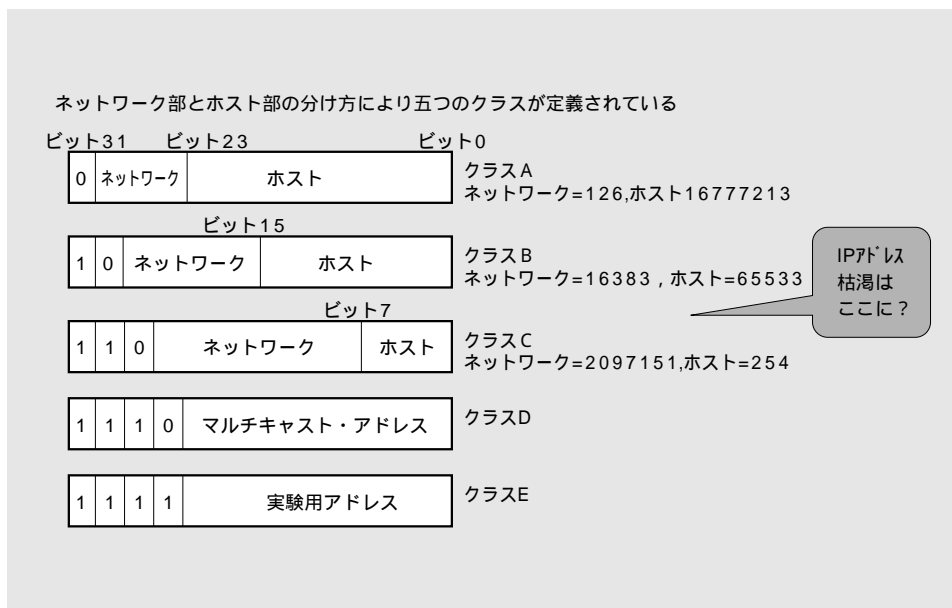 ネットワーク部とホスト部の分け方により五つのクラスが定義されている
ビット31 ビット23 ビット0
0 ネットワーク ホスト
クラスA
ネットワーク=126,ホスト16777213
ビット15
1 0 ネットワーク ホスト
クラスB
ネットワーク=16383，ホスト=65533
IPｱﾄﾞﾚｽ
枯渇は
ここに？
ビット7
1 1 0 ネットワーク ホスト
クラスC
ネットワーク=2097151,ホスト=254
1 1 1 0 マルチキャスト・アドレス
クラスD
1 1 1 1 実験用アドレス
クラスE